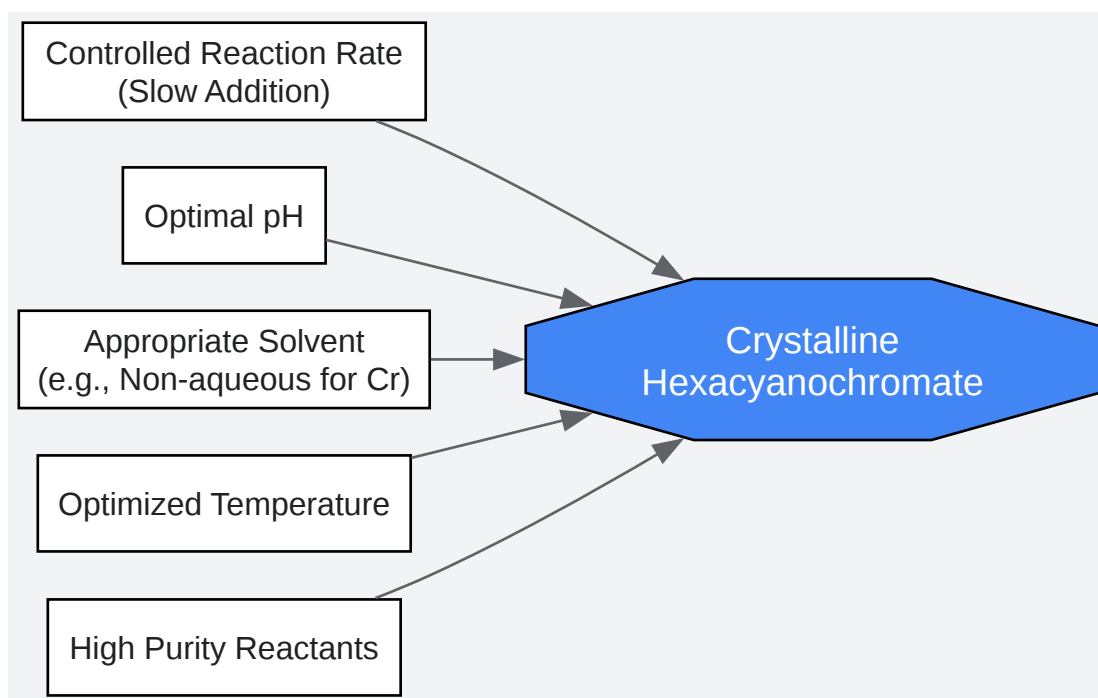 Controlled Reaction Rate
(Slow Addition)
Optimal pH
Appropriate Solvent
(e.g., Non-aqueous for Cr)
Crystalline
Hexacyanochromate
Optimized Temperature
High Purity Reactants